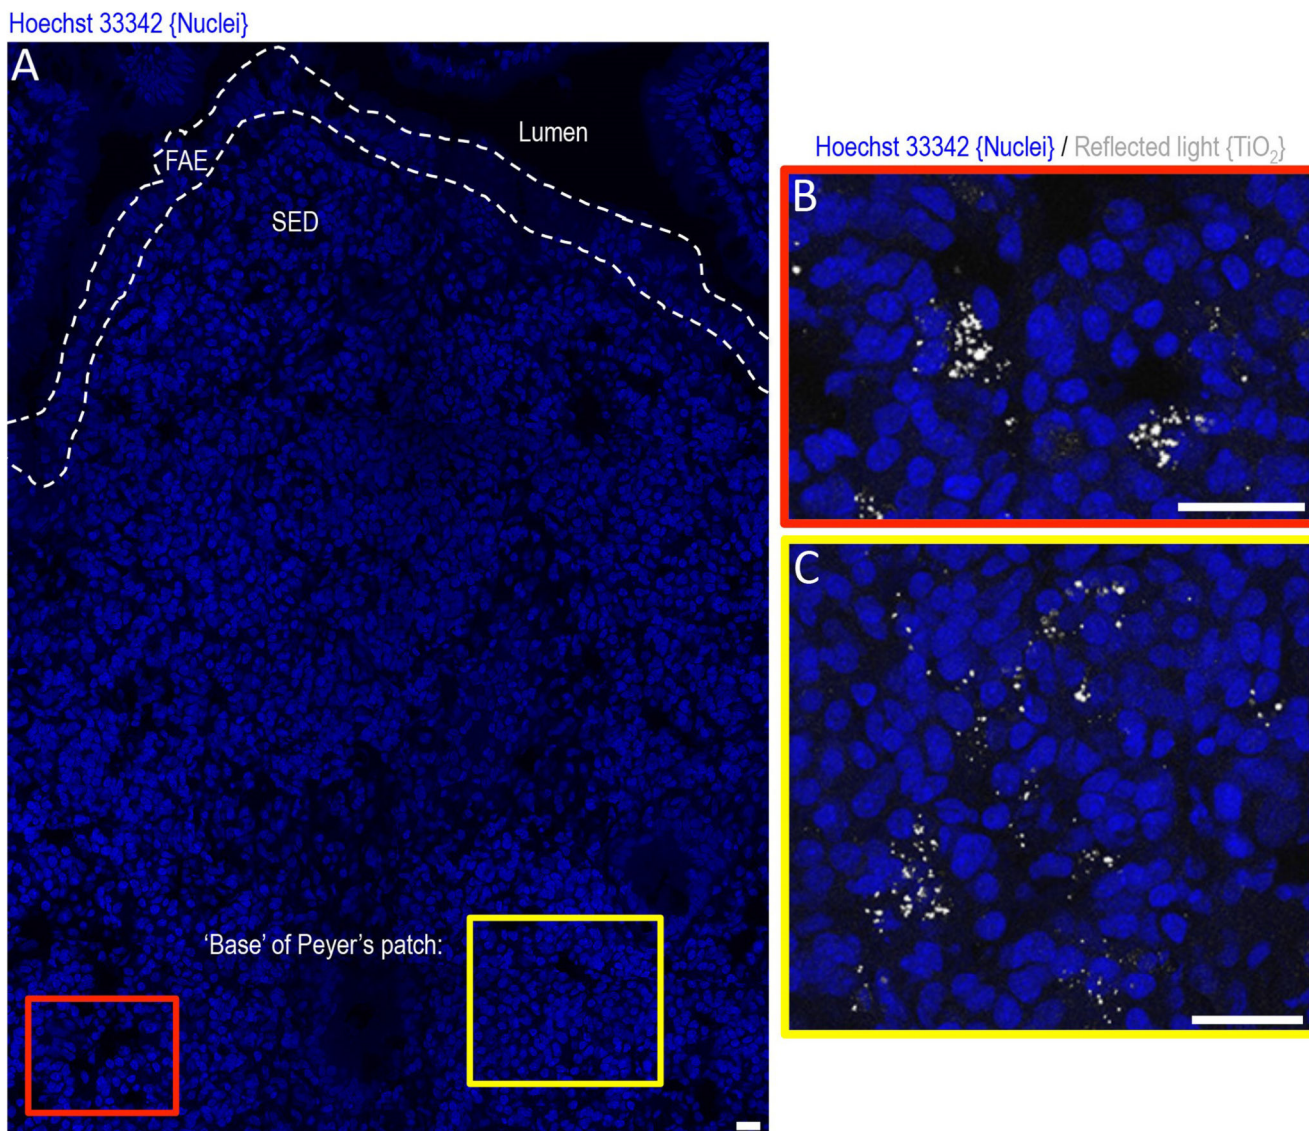 Hoechst 33342 {Nuclei}
A
Lumen
FAE
SED
'Base' of Peyer's patch:
Hoechst 33342 {Nuclei} / Reflected light {TiO₂}
B
C